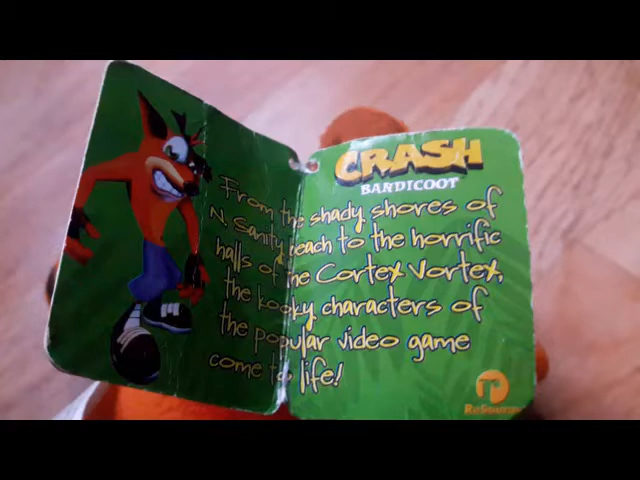 CRASH
BANDICOOT
From the shady shores of
N. Sanity Beach to the horrific
halls of the Cortex Vortex,
the kooky characters of
the popular video game
come to life!